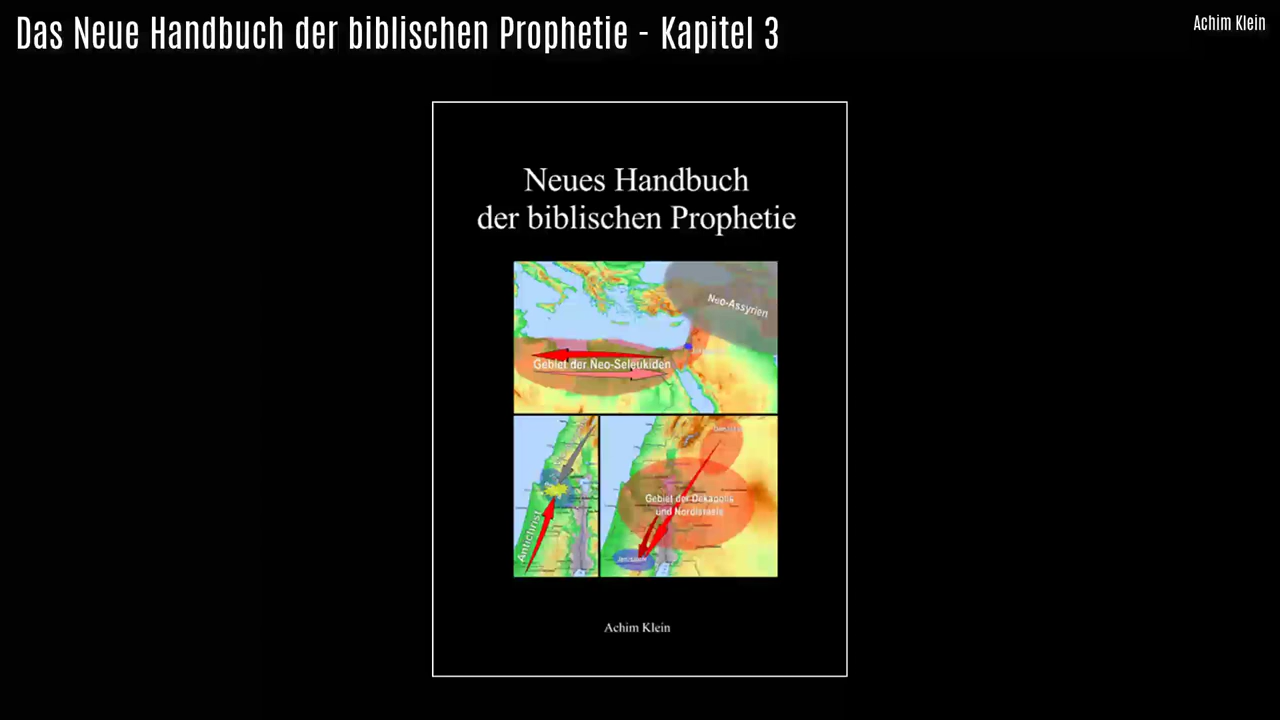 Das Neue Handbuch der biblischen Prophetie - Kapitel 3
Achim Klein
Neues Handbuch
der biblischen Prophetie
Neo-Assyrien
Gebiet der Neo-Seleukiden
Gebiet der Dekapolis
und Nordisraels
Antichrist
Jerusalem
Achim Klein